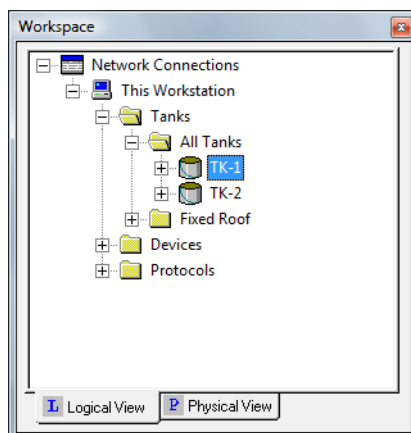 Workspace
Network Connections
This Workstation
Tanks
All Tanks
TK-1
TK-2
Fixed Roof
Devices
Protocols
L Logical View P Physical View